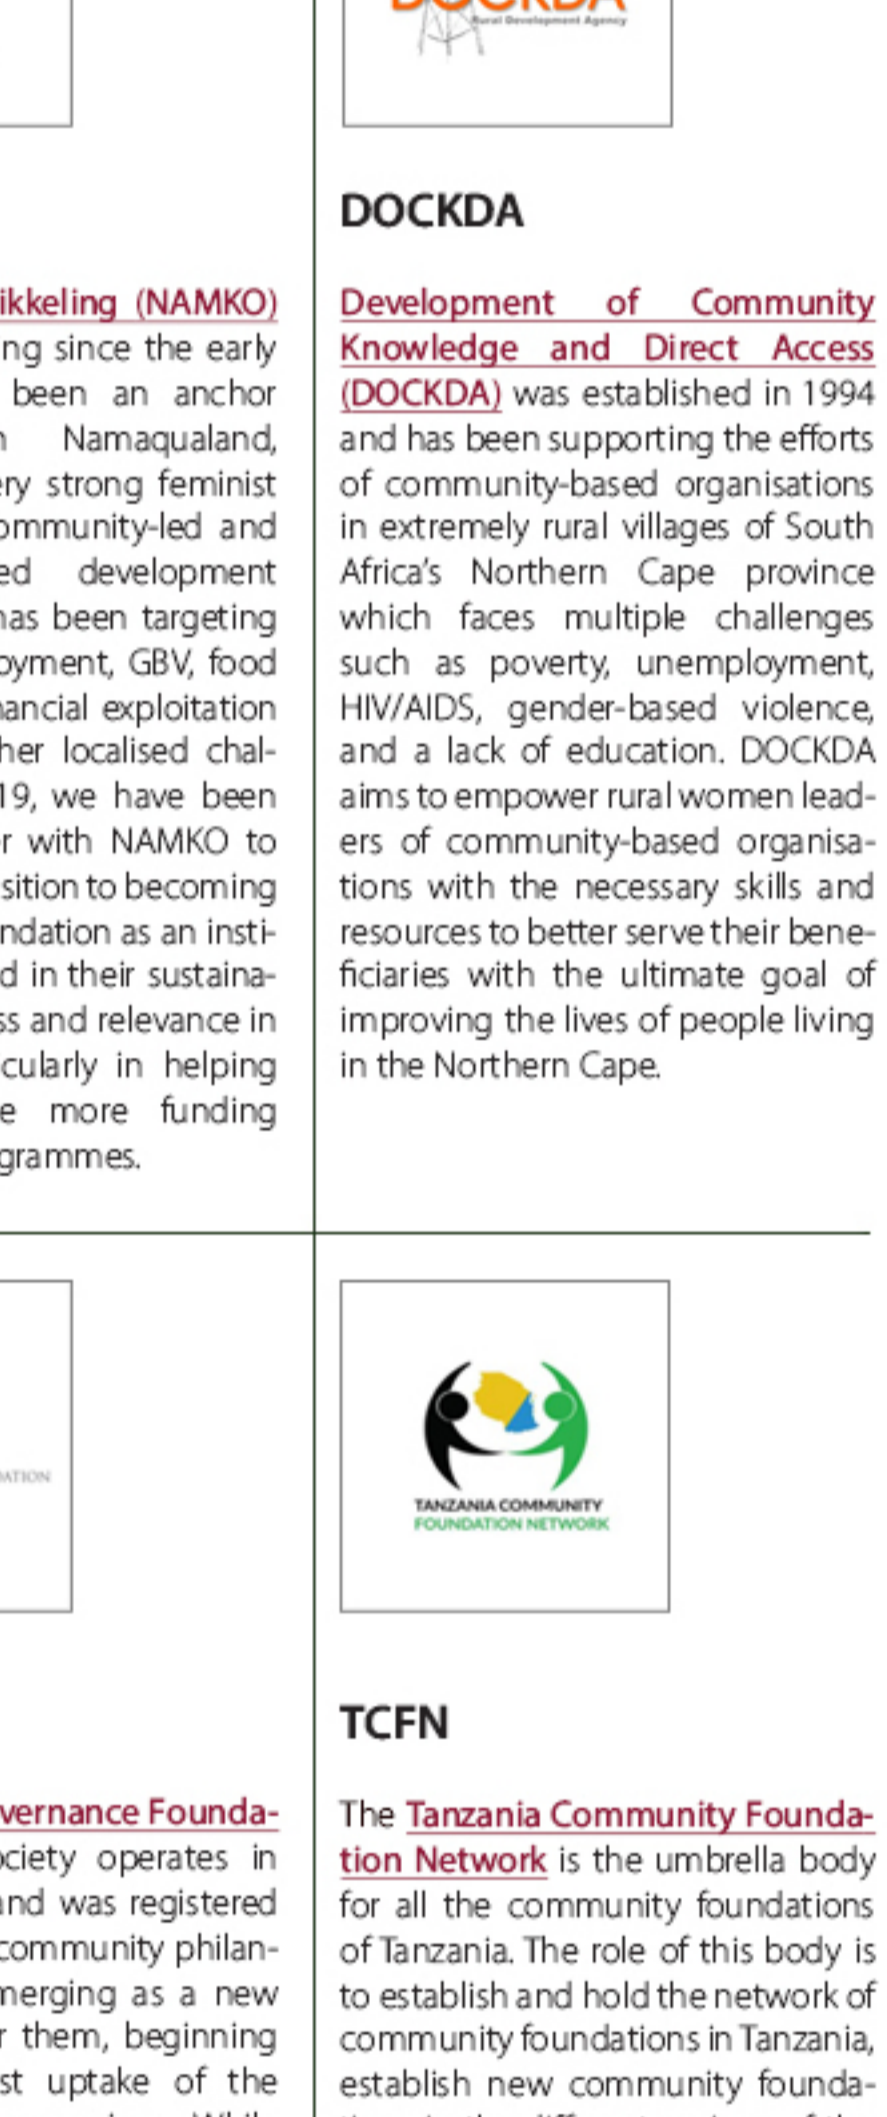 DOCKDA
Rural Development Agency
ikkeling (NAMKO)
ng since the early
been an anchor
Namaqualand,
ery strong feminist
ommunity-led and
ed development
has been targeting
oyment, GBV, food
nancial exploitation
her localised chal-
19, we have been
r with NAMKO to
sition to becoming
ndation as an insti-
d in their sustaina-
ss and relevance in
cularly in helping
e more funding
grammes.
DOCKDA
Development of Community
Knowledge and Direct Access
(DOCKDA) was established in 1994
and has been supporting the efforts
of community-based organisations
in extremely rural villages of South
Africa's Northern Cape province
which faces multiple challenges
such as poverty, unemployment,
HIV/AIDS, gender-based violence,
and a lack of education. DOCKDA
aims to empower rural women lead-
ers of community-based organisa-
tions with the necessary skills and
resources to better serve their bene-
ficiaries with the ultimate goal of
improving the lives of people living
in the Northern Cape.
DATION
vernance Founda-
ociety operates in
and was registered
community philan-
merging as a new
r them, beginning
st uptake of the
While
TANZANIA COMMUNITY
FOUNDATION NETWORK
TCFN
The Tanzania Community Founda-
tion Network is the umbrella body
for all the community foundations
of Tanzania. The role of this body is
to establish and hold the network of
community foundations in Tanzania,
establish new community founda-